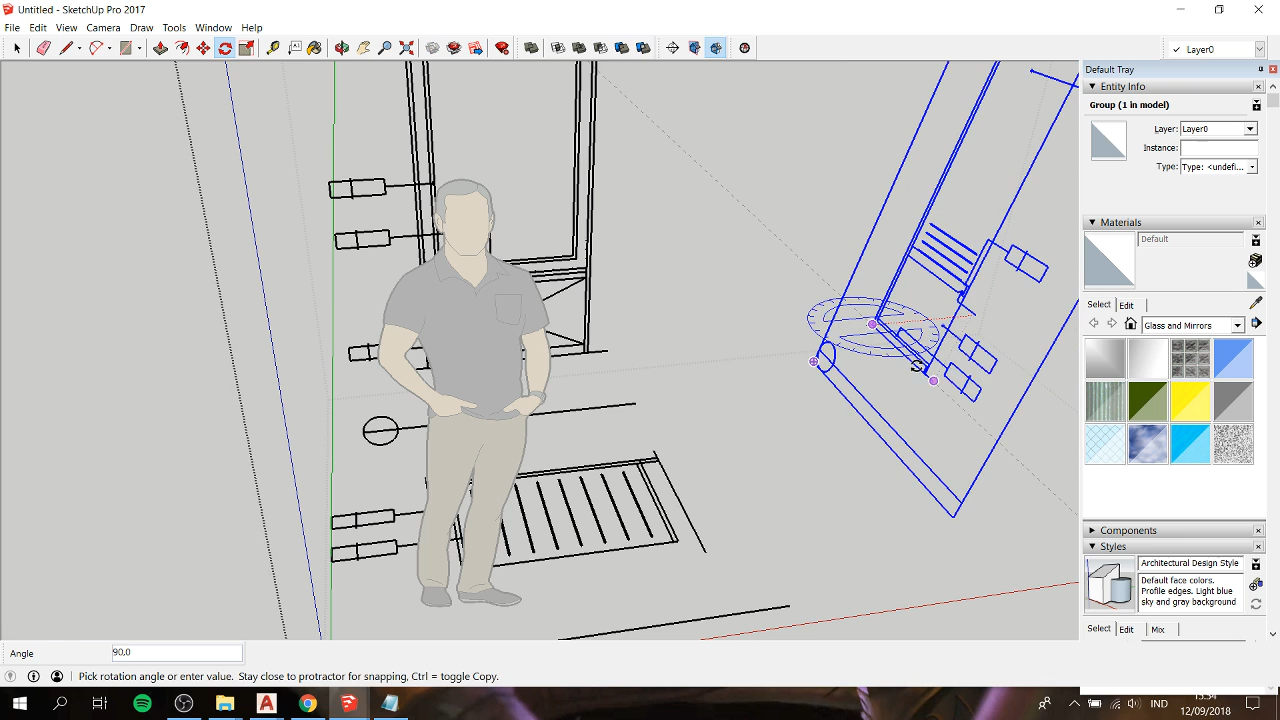 Untitled - SketchUp Pro 2017
File Edit View Camera Draw Tools Window Help
Layer0
Default Tray
Entity Info
Group (1 in model)
Layer: Layer0
Instance:
Type: Type: <undefi...
Materials
Default
Select Edit
Glass and Mirrors
Components
Styles
Architectural Design Style
Default face colors.
Profile edges. Light blue
sky and gray background
Select Edit Mix
Angle 90,0
Pick rotation angle or enter value. Stay close to protractor for snapping, Ctrl = toggle Copy.
IND
15.34
12/09/2018